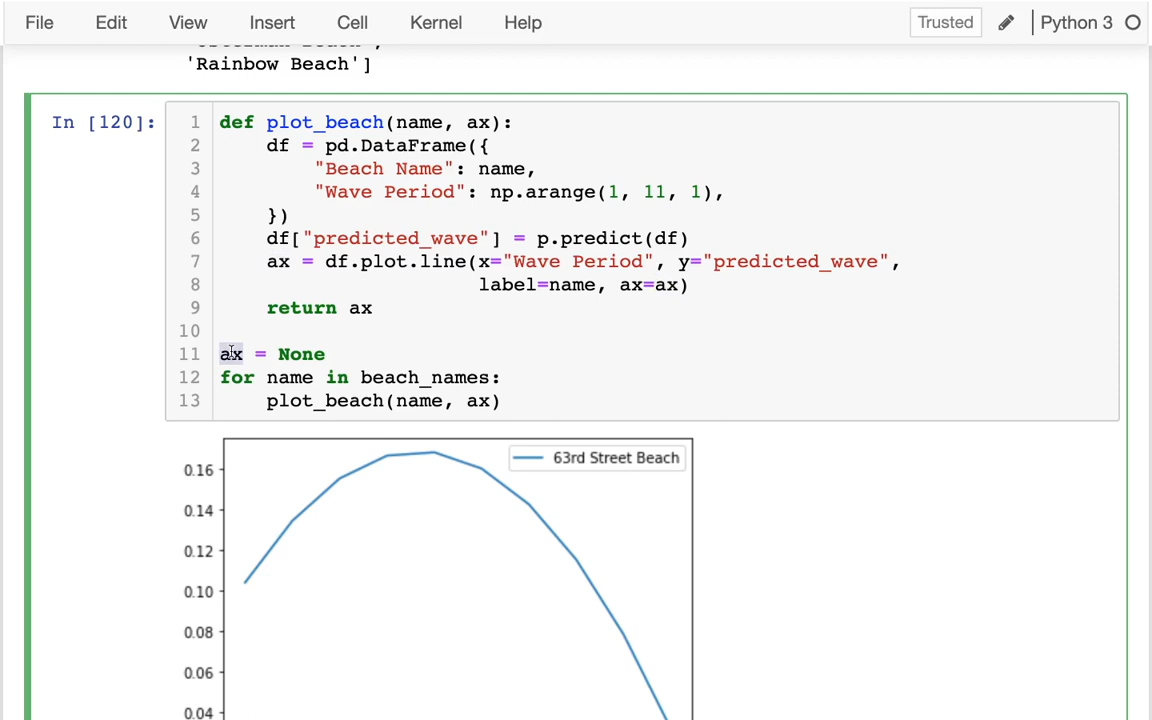 File Edit View Insert Cell Kernel Help Trusted Python 3
'Rainbow Beach']
In [120]:
1 def plot_beach(name, ax):
2     df = pd.DataFrame({
3         "Beach Name": name,
4         "Wave Period": np.arange(1, 11, 1),
5     })
6     df["predicted_wave"] = p.predict(df)
7     ax = df.plot.line(x="Wave Period", y="predicted_wave",
8                       label=name, ax=ax)
9     return ax
10
11 ax = None
12 for name in beach_names:
13     plot_beach(name, ax)
63rd Street Beach
0.16
0.14
0.12
0.10
0.08
0.06
0.04